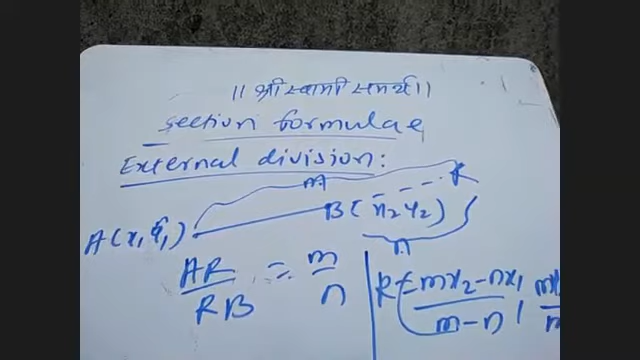 ॥ श्री स्वामी समर्थ ॥
Section formulae
External division:
m R
A(x₁ y₁) B(x₂ y₂)
n
AR/RB = m/n
R = mx₂-nx₁/m-n ,